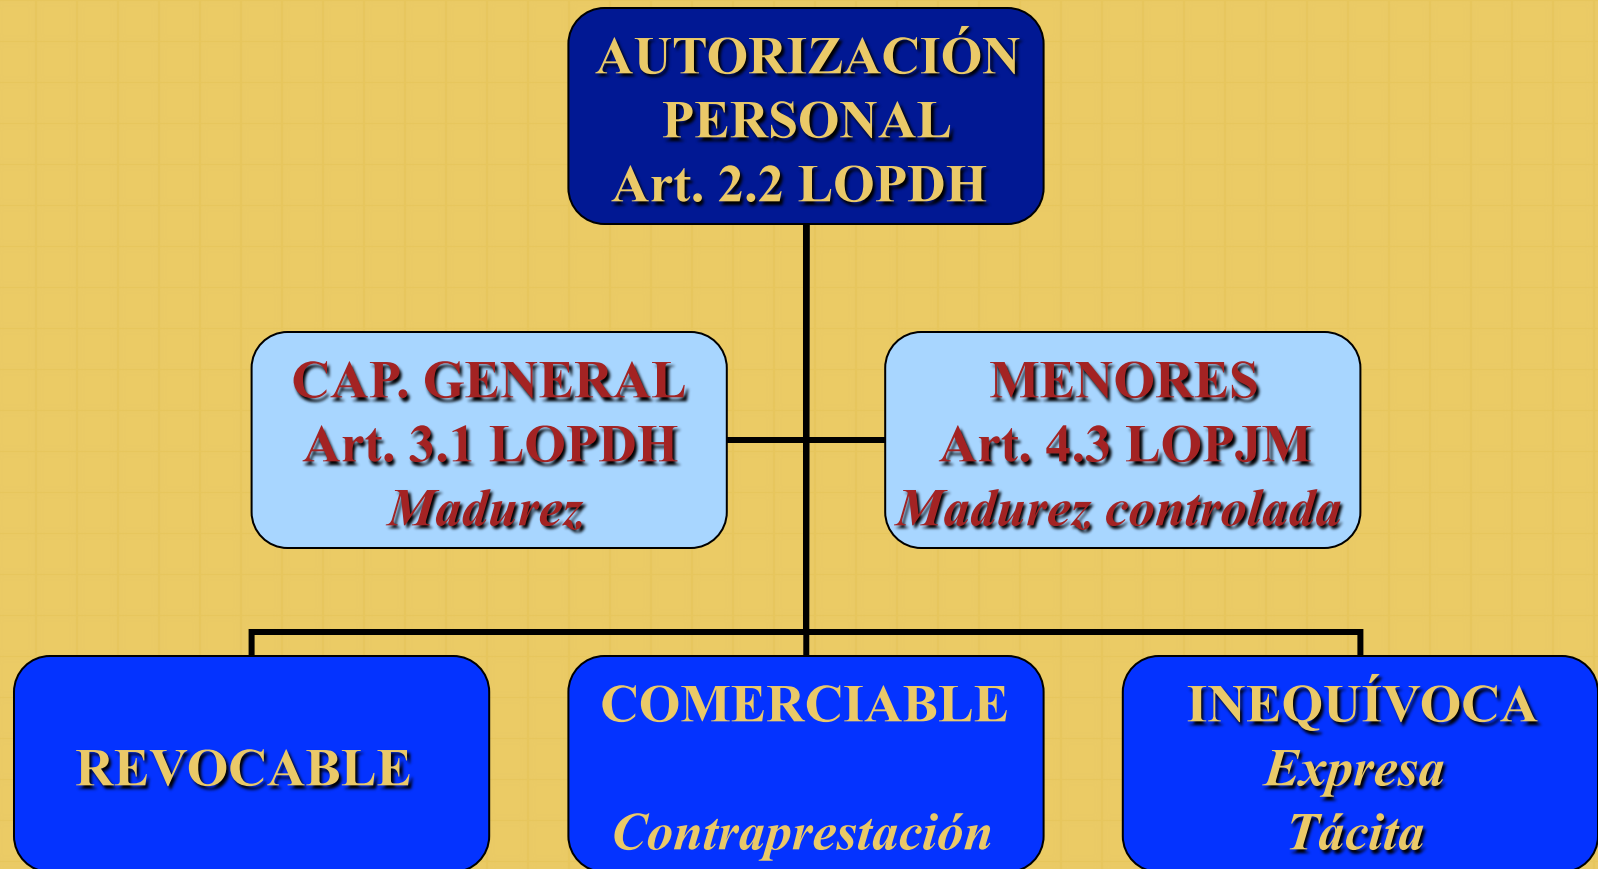 AUTORIZACIÓN
PERSONAL
Art. 2.2 LOPDH
CAP. GENERAL
Art. 3.1 LOPDH
Madurez
MENORES
Art. 4.3 LOPJM
Madurez controlada
REVOCABLE
COMERCIABLE
Contraprestación
INEQUÍVOCA
Expresa
Tácita